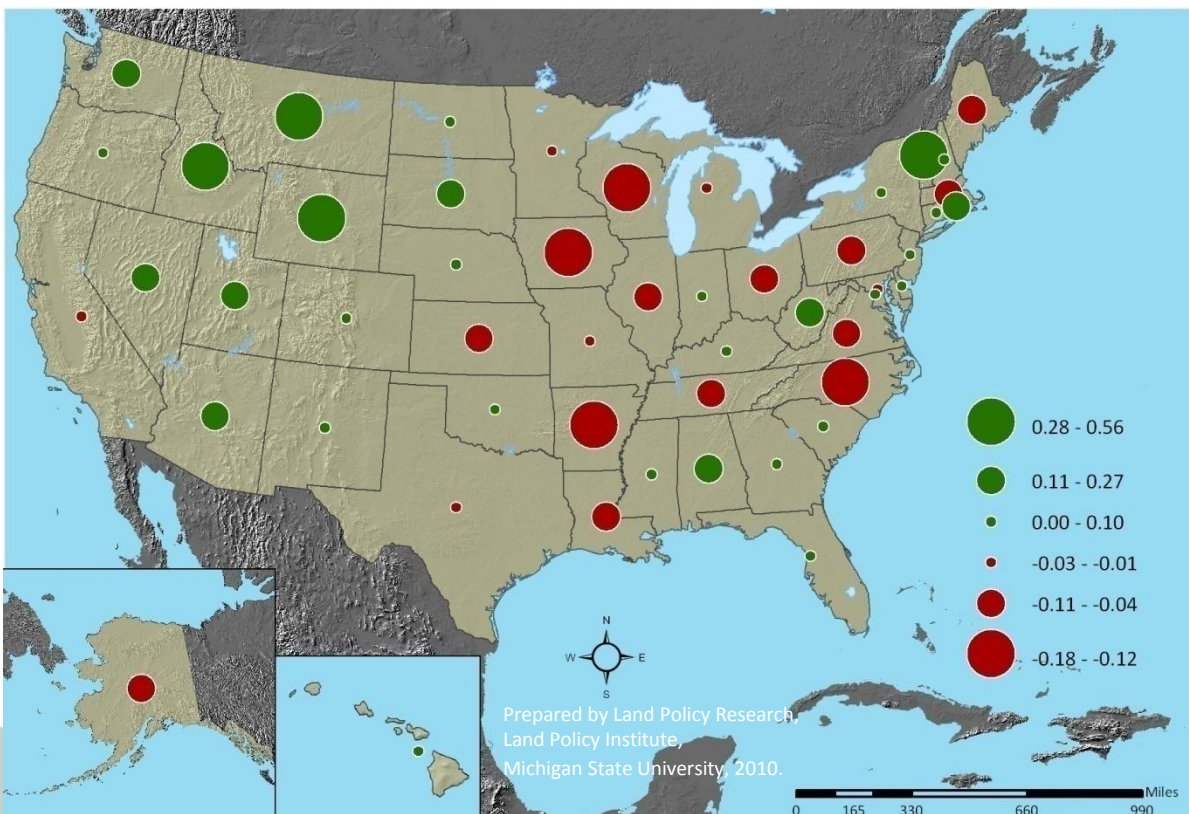 0.28 - 0.56
0.11 - 0.27
0.00 - 0.10
-0.03 - -0.01
-0.11 - -0.04
-0.18 - -0.12
N
W E
S
Prepared by Land Policy Research,
Land Policy Institute,
Michigan State University, 2010.
Miles
0 165 330 660 990